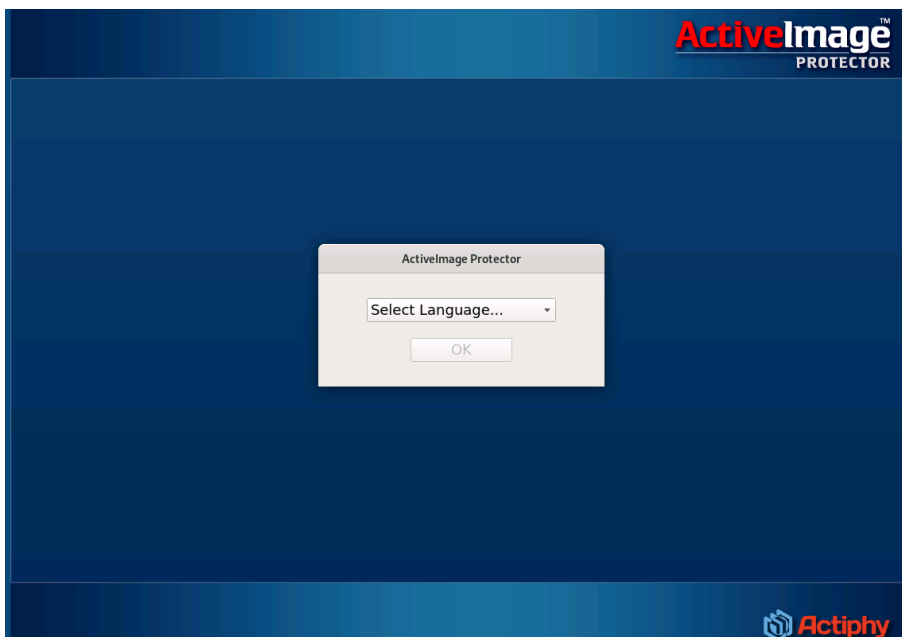 ActiveImage™
PROTECTOR
ActiveImage Protector
Select Language...
OK
Actiphy